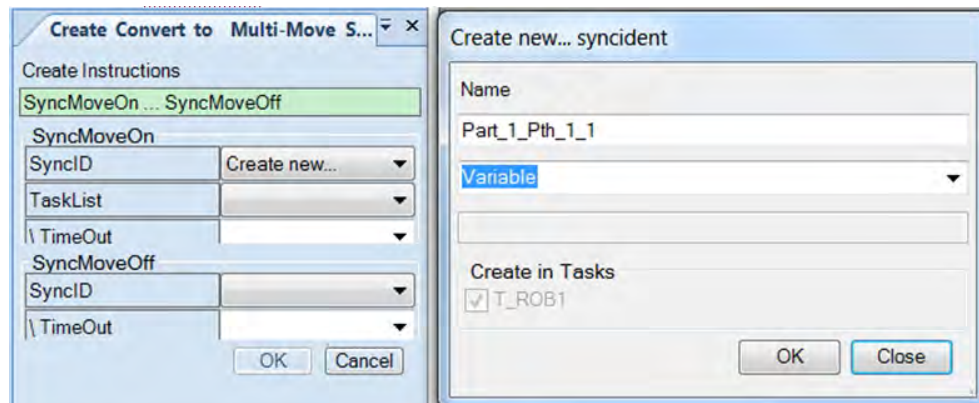 Create Convert to Multi-Move S...
Create Instructions
SyncMoveOn ... SyncMoveOff
SyncMoveOn
SyncID Create new...
TaskList
\ TimeOut
SyncMoveOff
SyncID
\ TimeOut
OK Cancel
Create new... syncident
Name
Part_1_Pth_1_1
Variable
Create in Tasks
T_ROB1
OK Close